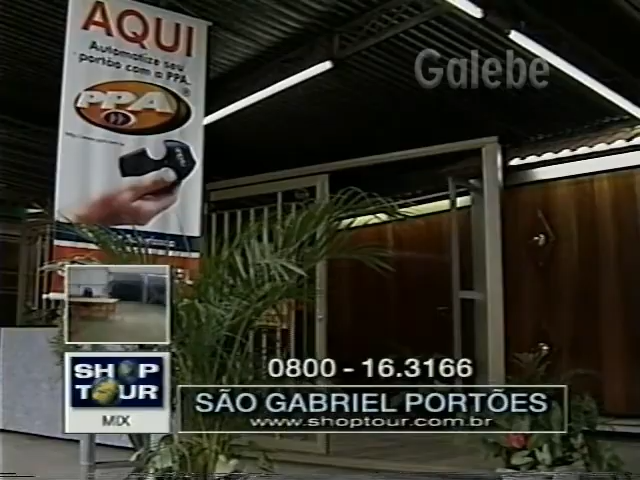 AQUI
Automatize seu
portão com a PPA.
PPA
Galebe
0800 - 16.3166
SHOP
TOUR
MIX
SÃO GABRIEL PORTÕES
www.shoptour.com.br